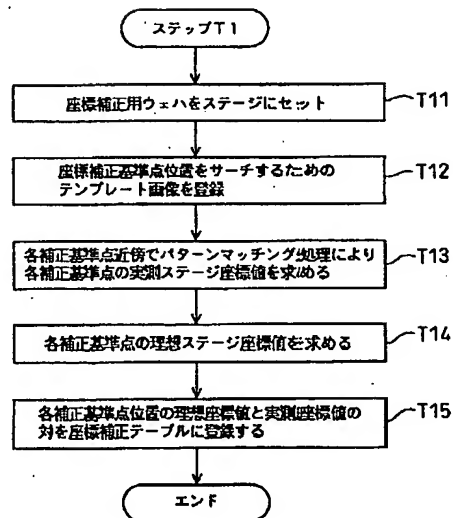 ステップT1
座標補正用ウェハをステージにセット
T11
座標補正基準点位置をサーチするための
テンプレート画像を登録
T12
各補正基準点近傍でパターンマッチング処理により
各補正基準点の実測ステージ座標値を求める
T13
各補正基準点の理想ステージ座標値を求める
T14
各補正基準点位置の理想座標値と実測座標値の
対を座標補正テーブルに登録する
T15
エンド